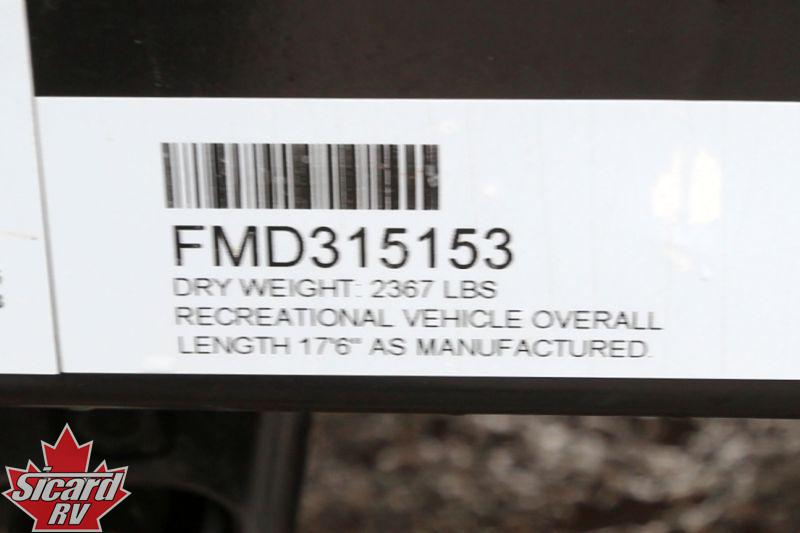 FMD315153
DRY WEIGHT: 2367 LBS
RECREATIONAL VEHICLE OVERALL
LENGTH 17'6" AS MANUFACTURED.
Sicard
RV